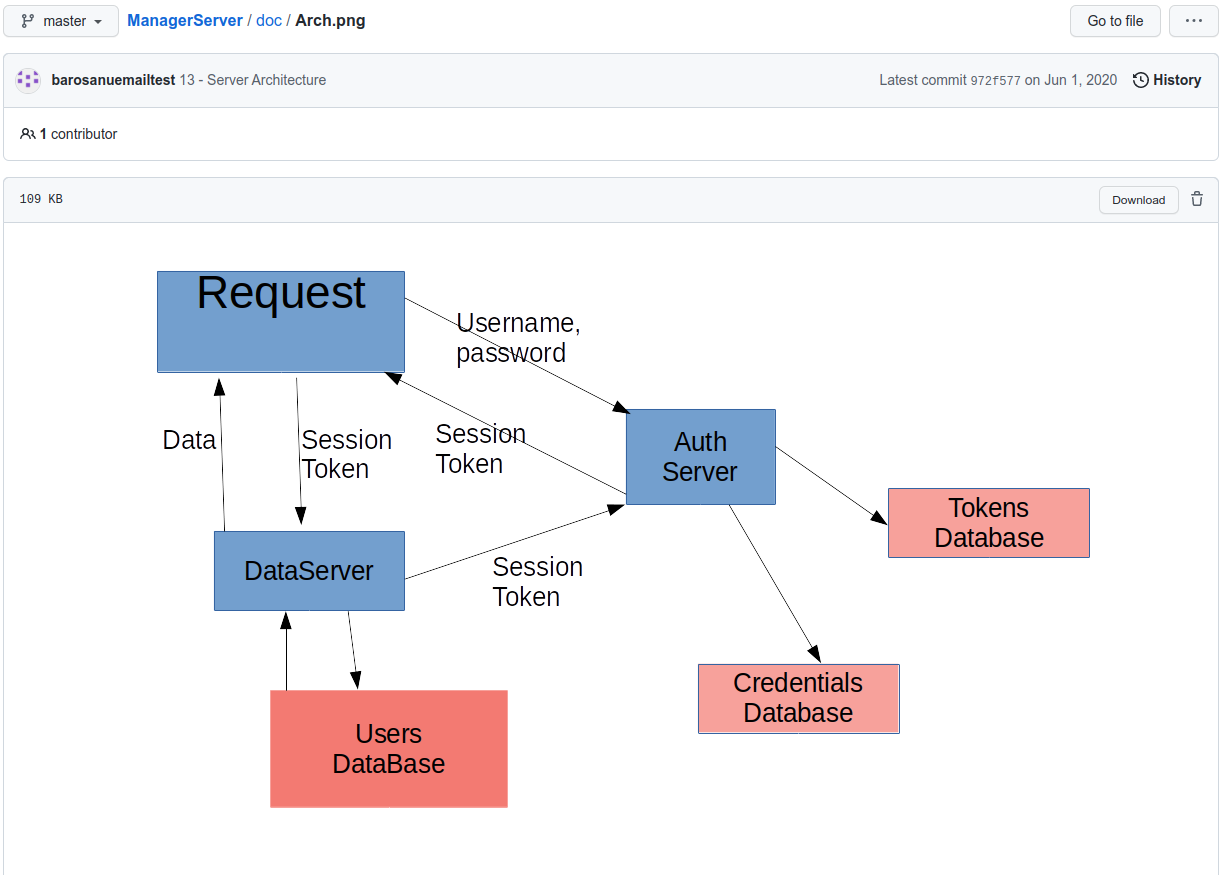 master ManagerServer / doc / Arch.png Go to file ...
barosanuemailtest 13 - Server Architecture Latest commit 972f577 on Jun 1, 2020 History
1 contributor
109 KB Download
Request
Username,
password
Data
Session
Token
Session
Token
Auth
Server
Tokens
Database
DataServer
Session
Token
Credentials
Database
Users
DataBase